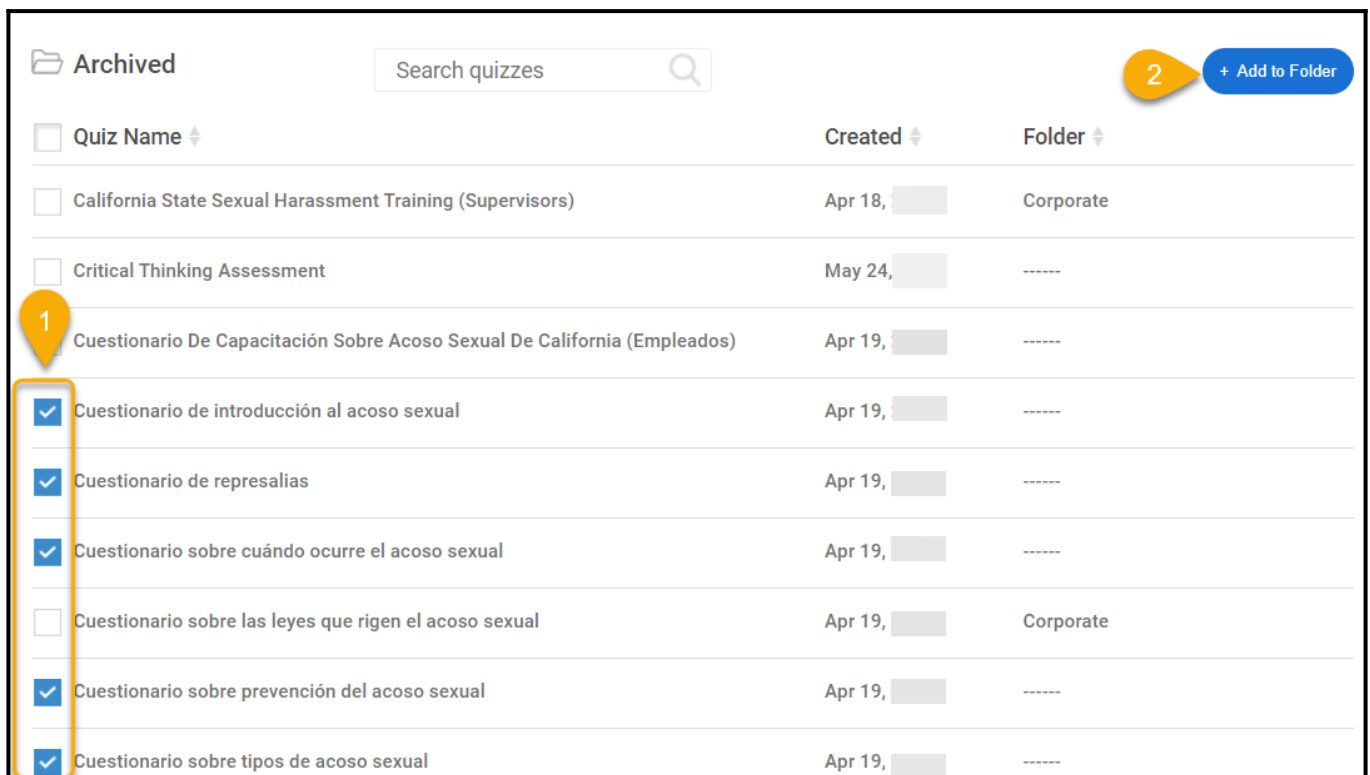 Archived
Search quizzes
2
+ Add to Folder
Quiz Name Created Folder
California State Sexual Harassment Training (Supervisors) Apr 18, Corporate
Critical Thinking Assessment May 24, ------
1
Cuestionario De Capacitación Sobre Acoso Sexual De California (Empleados) Apr 19, ------
Cuestionario de introducción al acoso sexual Apr 19, ------
Cuestionario de represalias Apr 19, ------
Cuestionario sobre cuándo ocurre el acoso sexual Apr 19, ------
Cuestionario sobre las leyes que rigen el acoso sexual Apr 19, Corporate
Cuestionario sobre prevención del acoso sexual Apr 19, ------
Cuestionario sobre tipos de acoso sexual Apr 19, ------